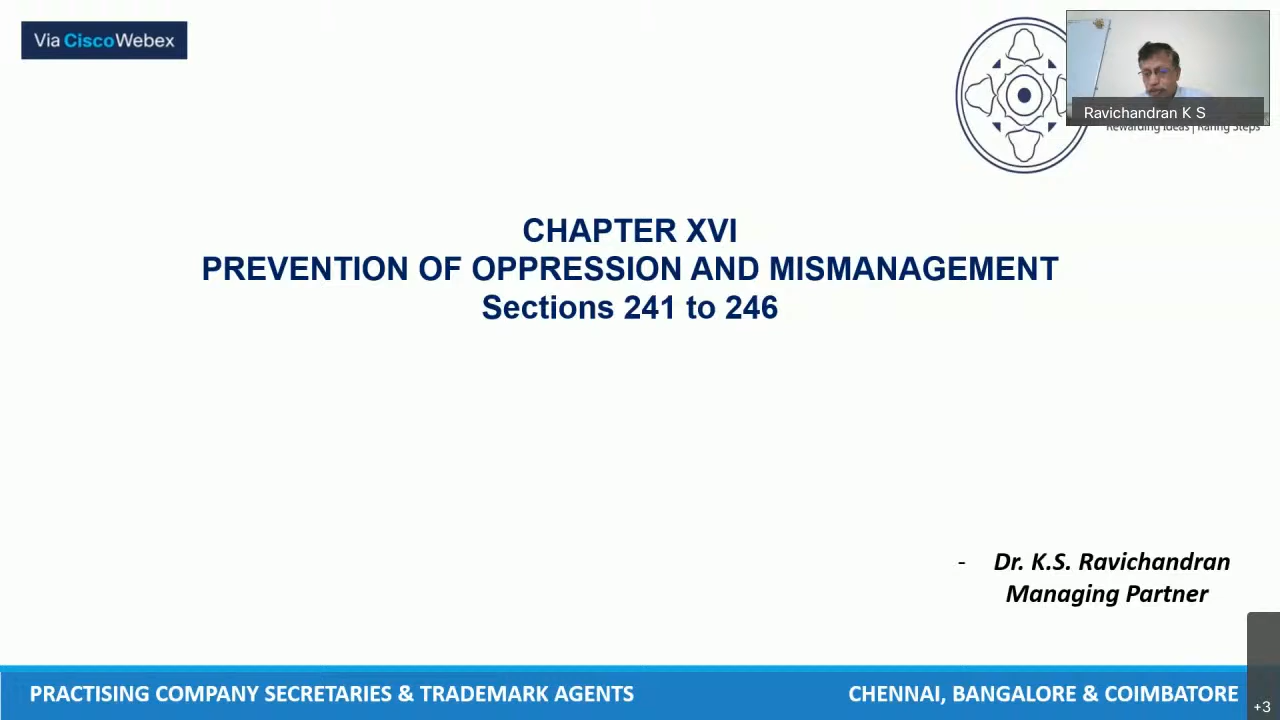 Via CiscoWebex
Ravichandran K S
Rewarding Ideas | Raring Steps
CHAPTER XVI
PREVENTION OF OPPRESSION AND MISMANAGEMENT
Sections 241 to 246
- Dr. K.S. Ravichandran
Managing Partner
PRACTISING COMPANY SECRETARIES & TRADEMARK AGENTS
CHENNAI, BANGALORE & COIMBATORE
+3